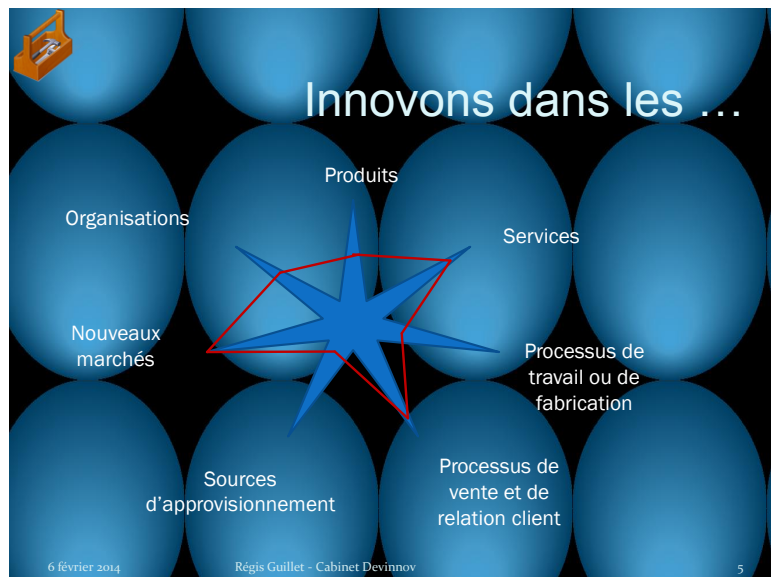 Innovons dans les …
Produits
Organisations
Services
Nouveaux
marchés
Processus de
travail ou de
fabrication
Sources
d’approvisionnement
Processus de
vente et de
relation client
6 février 2014
Régis Guillet - Cabinet Devinnov
5